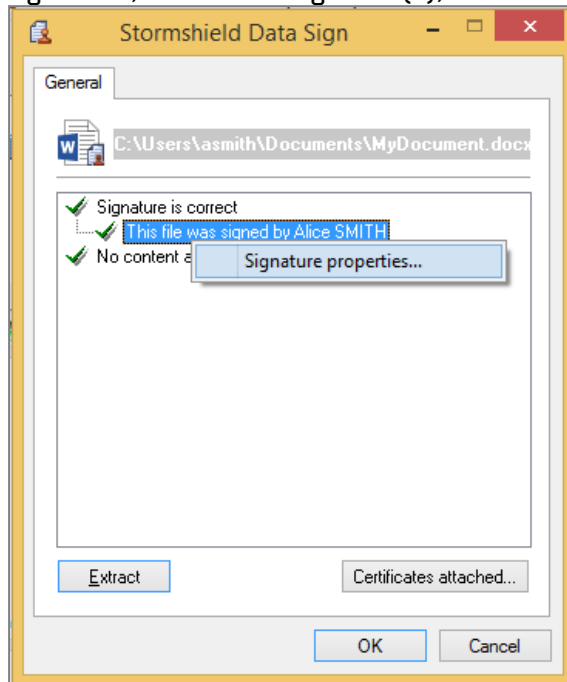 Stormshield Data Sign
General
C:\Users\asmith\Documents\MyDocument.docx
Signature is correct
This file was signed by Alice SMITH
No content a
Signature properties...
Extract
Certificates attached...
OK
Cancel